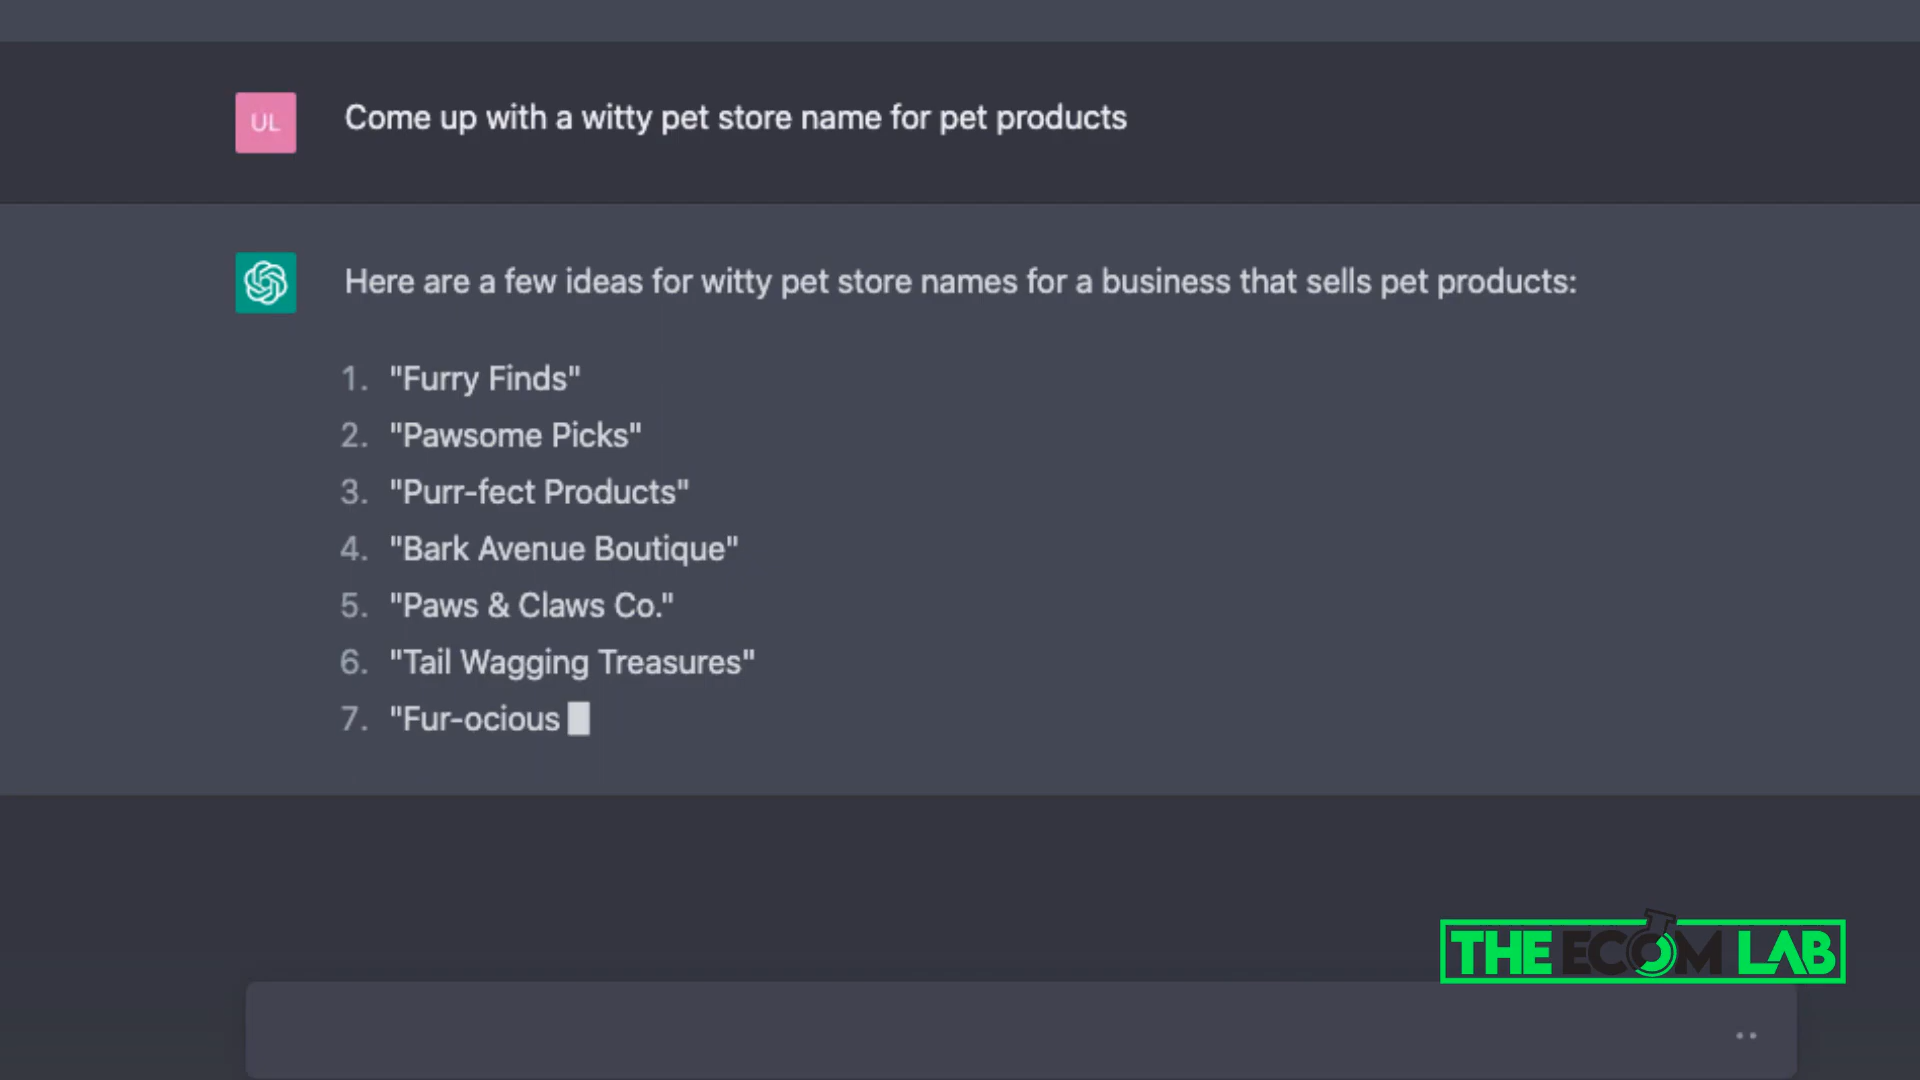 UL
Come up with a witty pet store name for pet products
Here are a few ideas for witty pet store names for a business that sells pet products:
1. "Furry Finds"
2. "Pawsome Picks"
3. "Purr-fect Products"
4. "Bark Avenue Boutique"
5. "Paws & Claws Co."
6. "Tail Wagging Treasures"
7. "Fur-ocious
THE ECOM LAB